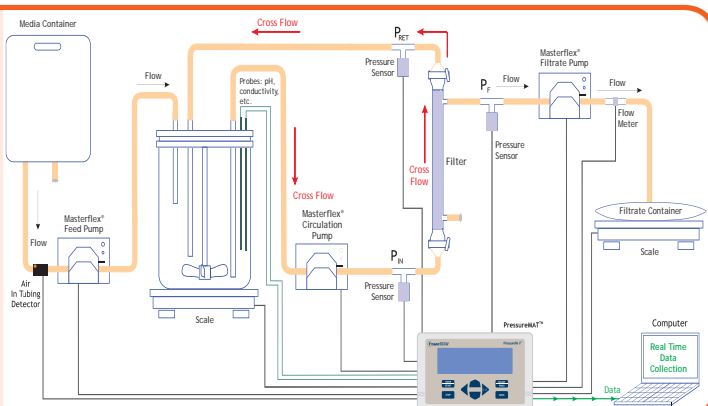 Media Container
Cross Flow
P RET
Masterflex®
Filtrate Pump
Pressure
Sensor
Flow
Probes: pH,
conductivity,
etc.
P F
Flow
Flow
Flow
Meter
Pressure
Sensor
Filter
Cross
Flow
Cross Flow
Flow
Masterflex®
Feed Pump
Masterflex®
Circulation
Pump
Filtrate Container
Scale
P IN
Air
In Tubing
Detector
Pressure
Sensor
Scale
PressureMAT™
Computer
Real Time
Data
Collection
Data